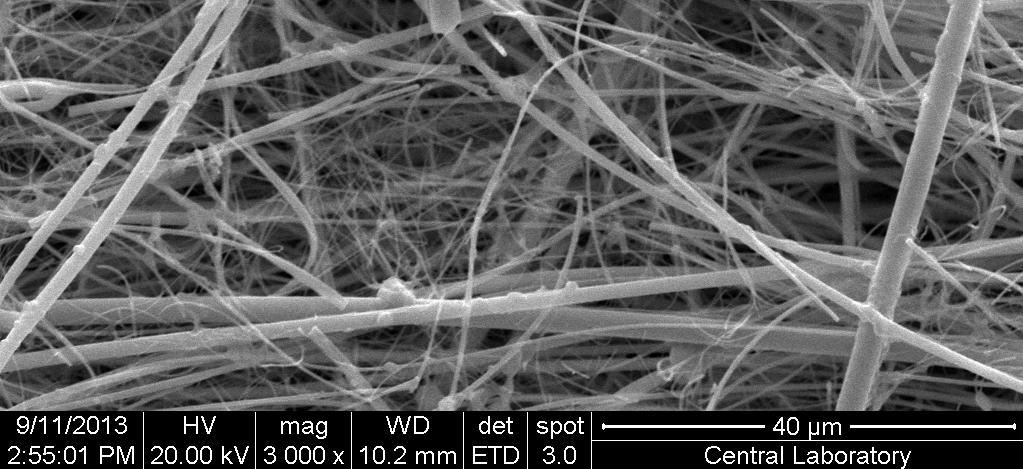 9/11/2013 HV mag WD det spot 40 µm
2:55:01 PM 20.00 kV 3 000 x 10.2 mm ETD 3.0 Central Laboratory